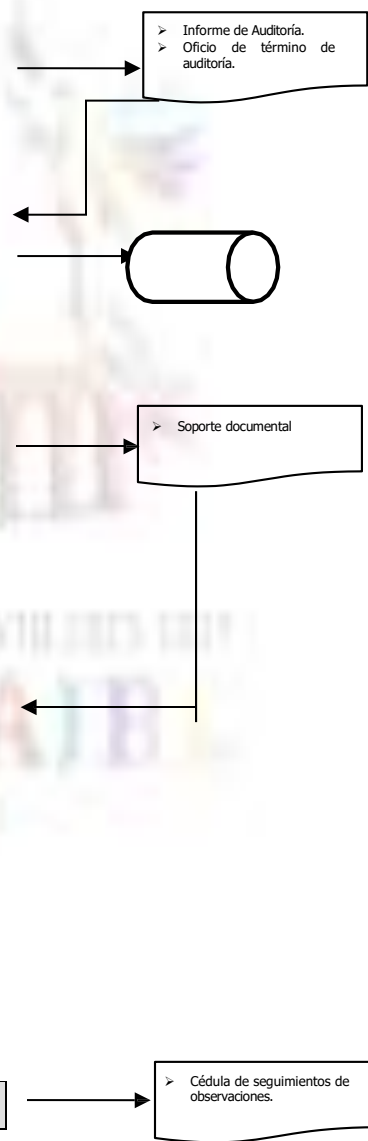 ➢ Informe de Auditoría.
➢ Oficio de término de
auditoría.
➢ Soporte documental
➢ Cédula de seguimientos de
observaciones.